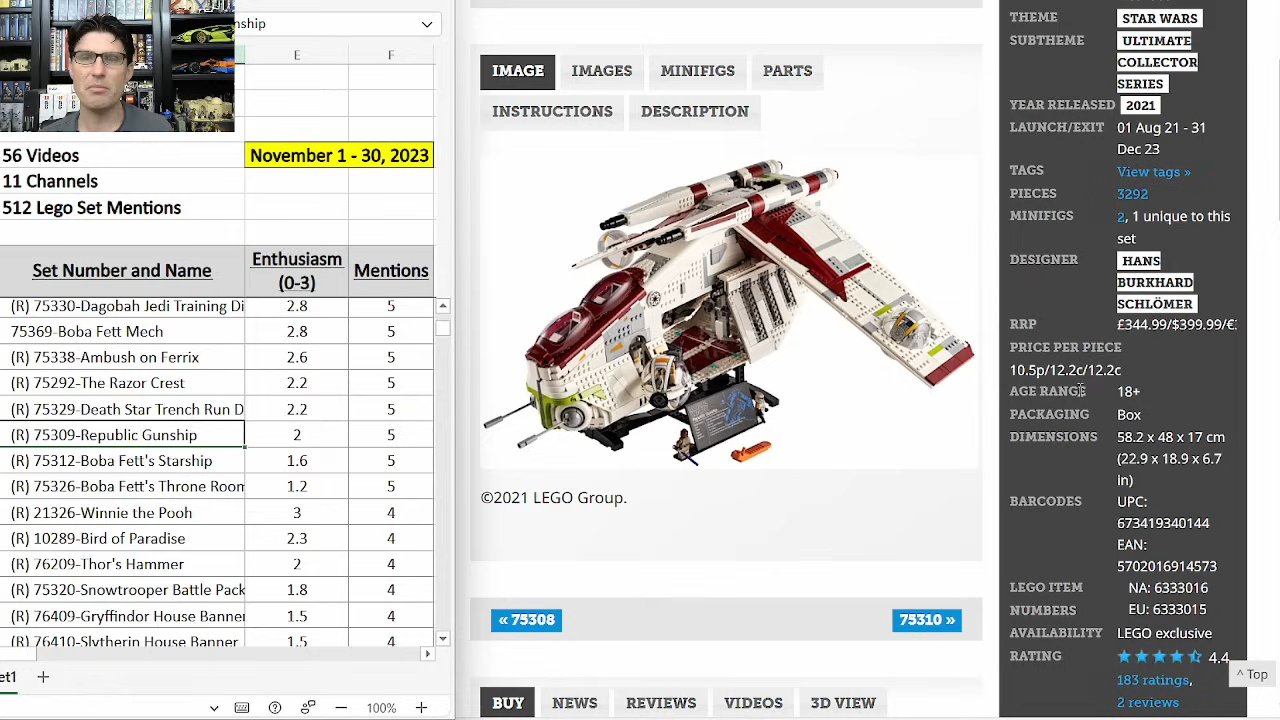 ship
56 Videos
November 1 - 30, 2023
11 Channels
512 Lego Set Mentions
Set Number and Name
Enthusiasm
(0-3)
Mentions
(R) 75330-Dagobah Jedi Training Di
2.8
5
75369-Boba Fett Mech
2.8
5
(R) 75338-Ambush on Ferrix
2.6
5
(R) 75292-The Razor Crest
2.2
5
(R) 75329-Death Star Trench Run D
2.2
5
(R) 75309-Republic Gunship
2
5
(R) 75312-Boba Fett's Starship
1.6
5
(R) 75326-Boba Fett's Throne Room
1.2
5
(R) 21326-Winnie the Pooh
3
4
(R) 10289-Bird of Paradise
2.3
4
(R) 76209-Thor's Hammer
2
4
(R) 75320-Snowtrooper Battle Pack
1.8
4
(R) 76409-Gryffindor House Banner
1.5
4
(R) 76410-Slytherin House Banner
1.5
4
et1
100%
E
F
IMAGE
IMAGES
MINIFIGS
PARTS
INSTRUCTIONS
DESCRIPTION
©2021 LEGO Group.
« 75308
75310 »
BUY
NEWS
REVIEWS
VIDEOS
3D VIEW
THEME
STAR WARS
SUBTHEME
ULTIMATE
COLLECTOR
SERIES
YEAR RELEASED
2021
LAUNCH/EXIT
01 Aug 21 - 31
Dec 23
TAGS
View tags »
PIECES
3292
MINIFIGS
2, 1 unique to this
set
DESIGNER
HANS
BURKHARD
SCHLÖMER
RRP
£344.99/$399.99/€
PRICE PER PIECE
10.5p/12.2c/12.2c
AGE RANGE
18+
PACKAGING
Box
DIMENSIONS
58.2 x 48 x 17 cm
(22.9 x 18.9 x 6.7
in)
BARCODES
UPC:
673419340144
EAN:
5702016914573
LEGO ITEM
NUMBERS
NA: 6333016
EU: 6333015
AVAILABILITY
LEGO exclusive
RATING
4.4
183 ratings,
2 reviews
^ Top